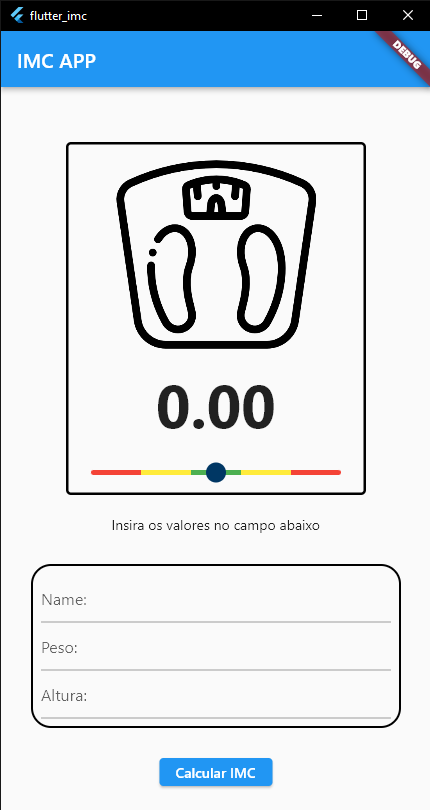 flutter_imc
IMC APP
DEBUG
0.00
Insira os valores no campo abaixo
Name:
Peso:
Altura:
Calcular IMC